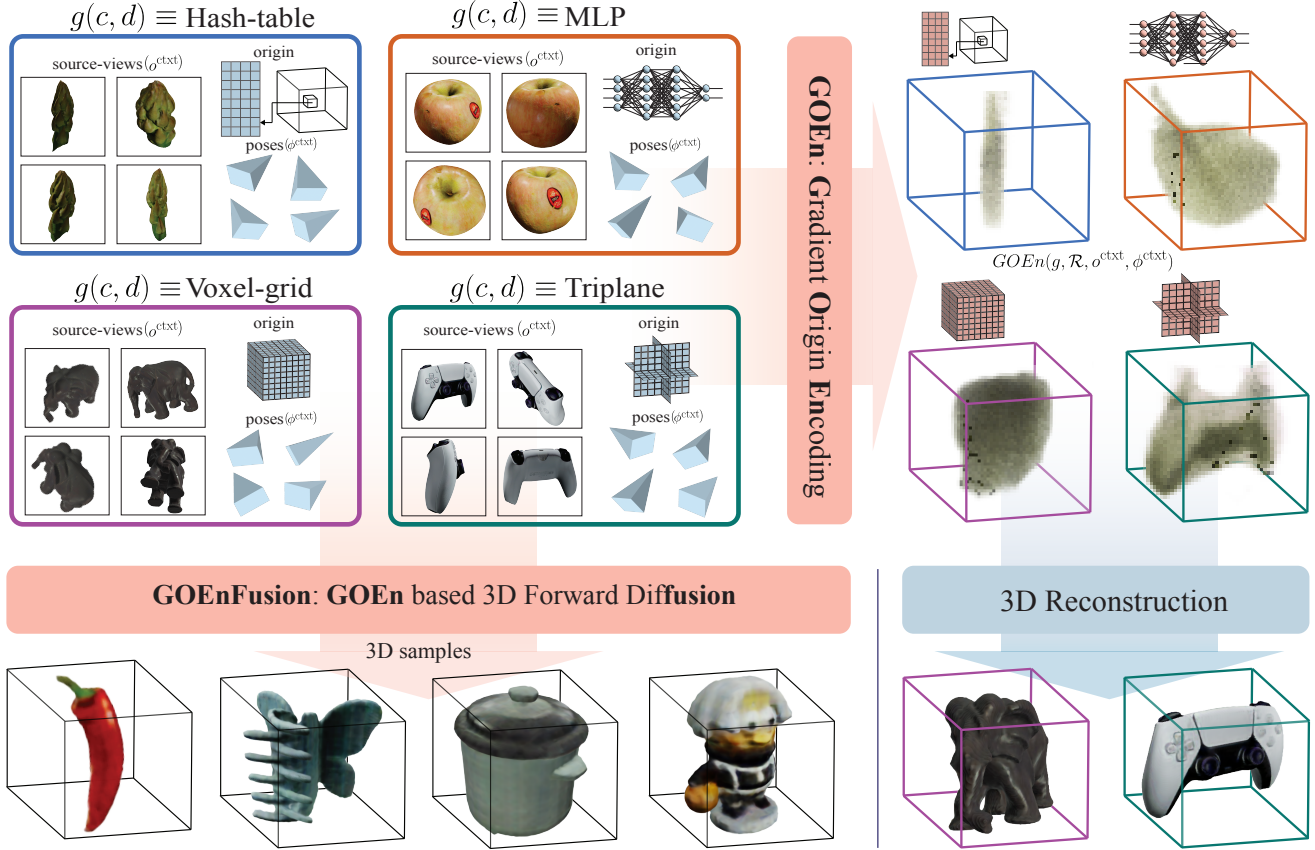 g(c, d) ≡ Hash-table
source-views (o^ctxt)
origin
poses (ϕ^ctxt)
g(c, d) ≡ MLP
source-views (o^ctxt)
poses (ϕ^ctxt)
g(c, d) ≡ Voxel-grid
source-views (o^ctxt)
origin
poses (ϕ^ctxt)
g(c, d) ≡ Triplane
source-views (o^ctxt)
origin
poses (ϕ^ctxt)
GOEn: Gradient Origin Encoding
GOEn(g, R, o^ctxt, ϕ^ctxt)
GOEnFusion: GOEn based 3D Forward Diffusion
3D samples
3D Reconstruction